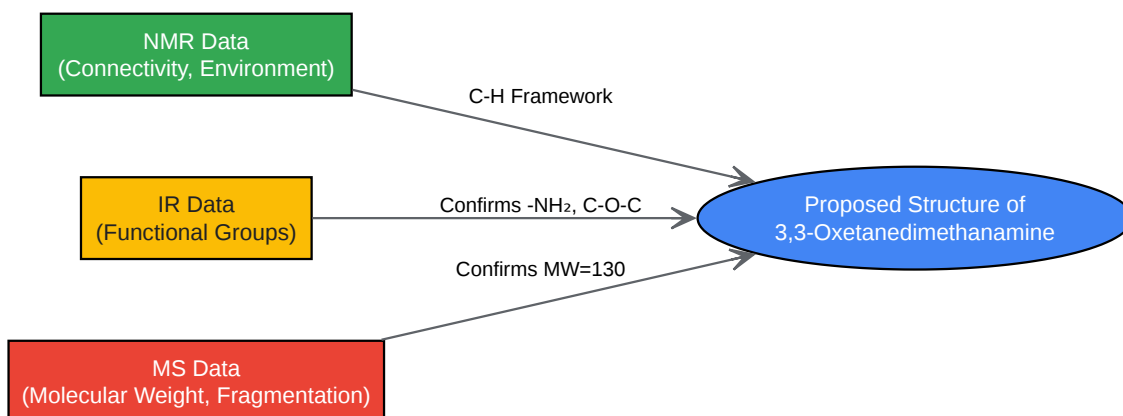 NMR Data
(Connectivity, Environment)
C-H Framework
IR Data
(Functional Groups)
Confirms -NH₂, C-O-C
Proposed Structure of
3,3-Oxetanedimethanamine
Confirms MW=130
MS Data
(Molecular Weight, Fragmentation)